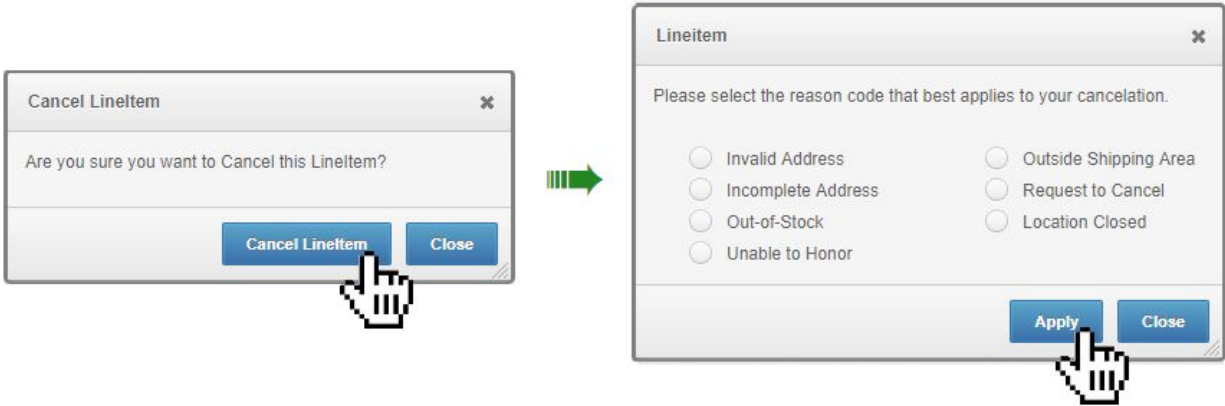 Cancel LineItem
Are you sure you want to Cancel this LineItem?
Cancel LineItem
Close
Lineitem
Please select the reason code that best applies to your cancelation.
Invalid Address
Outside Shipping Area
Incomplete Address
Request to Cancel
Out-of-Stock
Location Closed
Unable to Honor
Apply
Close